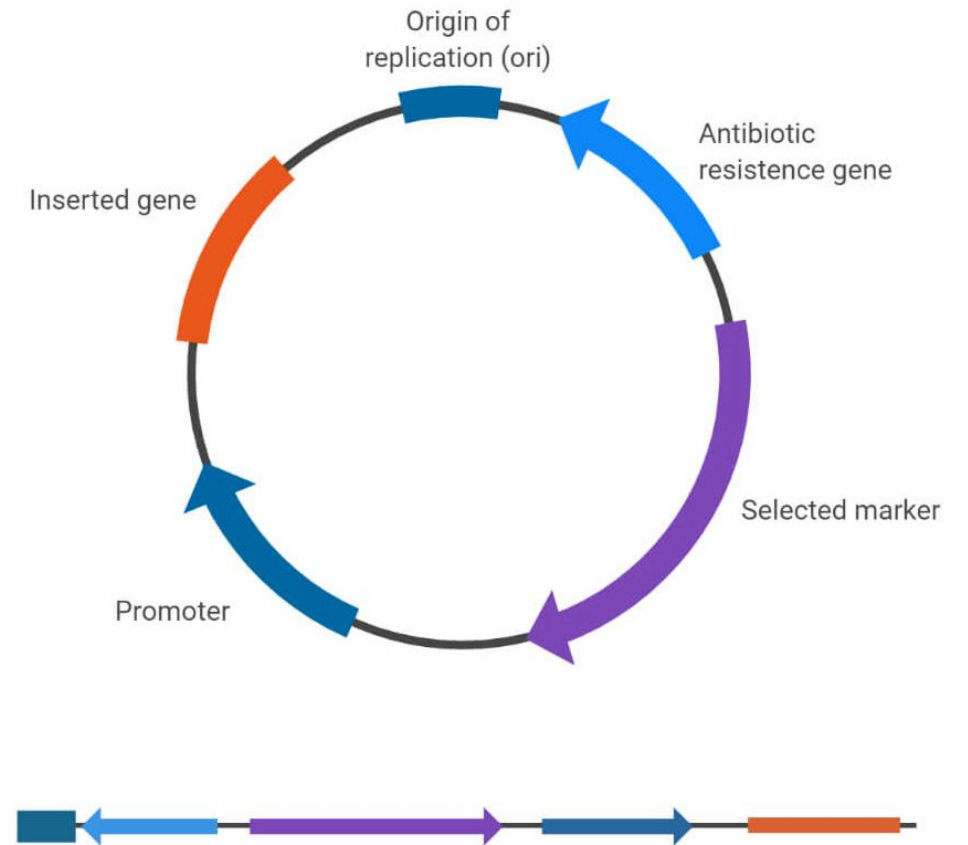 Origin of
replication (ori)
Antibiotic
resistence gene
Inserted gene
Selected marker
Promoter